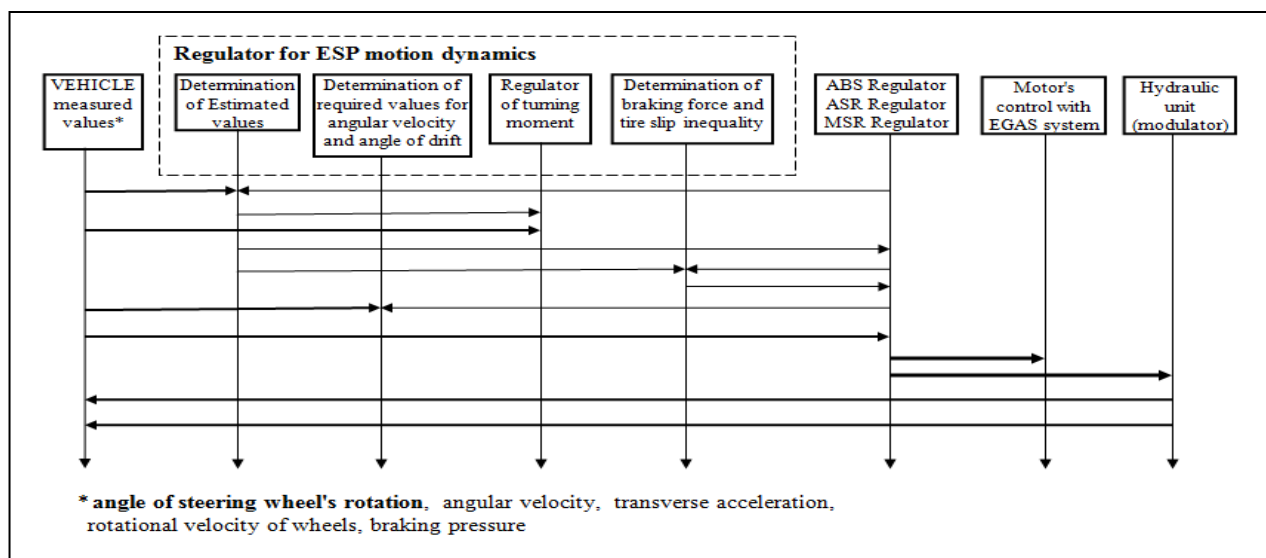 Regulator for ESP motion dynamics
VEHICLE
measured
values*
Determination
of Estimated
values
Determination of
required values for
angular velocity
and angle of drift
Regulator
of turning
moment
Determination of
braking force and
tire slip inequality
ABS Regulator
ASR Regulator
MSR Regulator
Motor's
control with
EGAS system
Hydraulic
unit
(modulator)
* angle of steering wheel's rotation, angular velocity, transverse acceleration,
rotational velocity of wheels, braking pressure